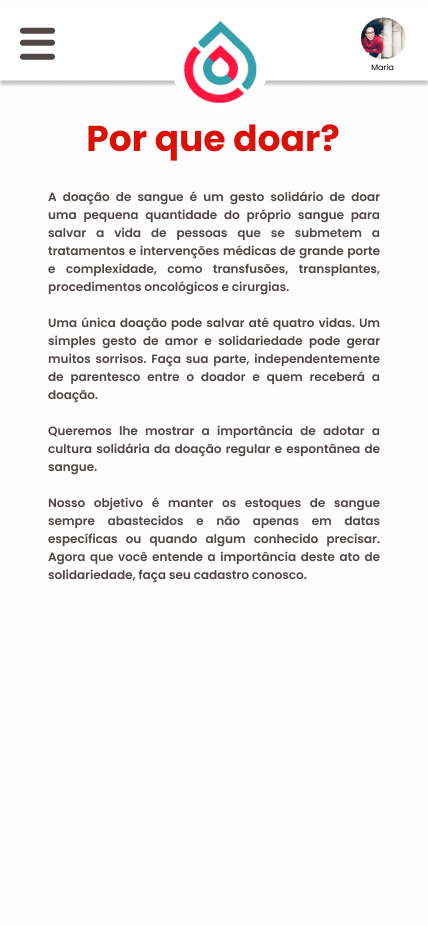 Maria
Por que doar?
A doação de sangue é um gesto solidário de doar
uma pequena quantidade do próprio sangue para
salvar a vida de pessoas que se submetem a
tratamentos e intervenções médicas de grande porte
e complexidade, como transfusões, transplantes,
procedimentos oncológicos e cirurgias.
Uma única doação pode salvar até quatro vidas. Um
simples gesto de amor e solidariedade pode gerar
muitos sorrisos. Faça sua parte, independentemente
de parentesco entre o doador e quem receberá a
doação.
Queremos lhe mostrar a importância de adotar a
cultura solidária da doação regular e espontânea de
sangue.
Nosso objetivo é manter os estoques de sangue
sempre abastecidos e não apenas em datas
específicas ou quando algum conhecido precisar.
Agora que você entende a importância deste ato de
solidariedade, faça seu cadastro conosco.